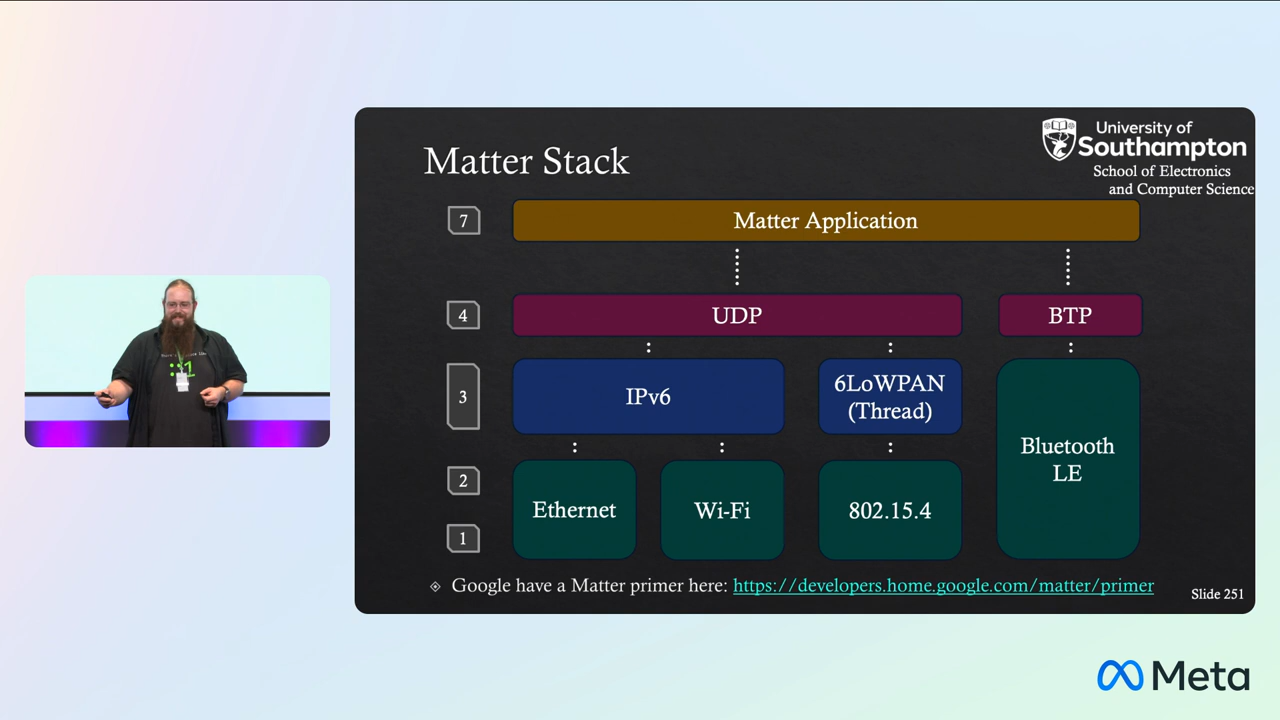 University of
Southampton
School of Electronics
and Computer Science
Matter Stack
7
Matter Application
4
UDP
BTP
3
IPv6
6LoWPAN
(Thread)
Bluetooth
LE
2
1
Ethernet
Wi-Fi
802.15.4
Google have a Matter primer here: https://developers.home.google.com/matter/primer
Slide 251
::1
Meta